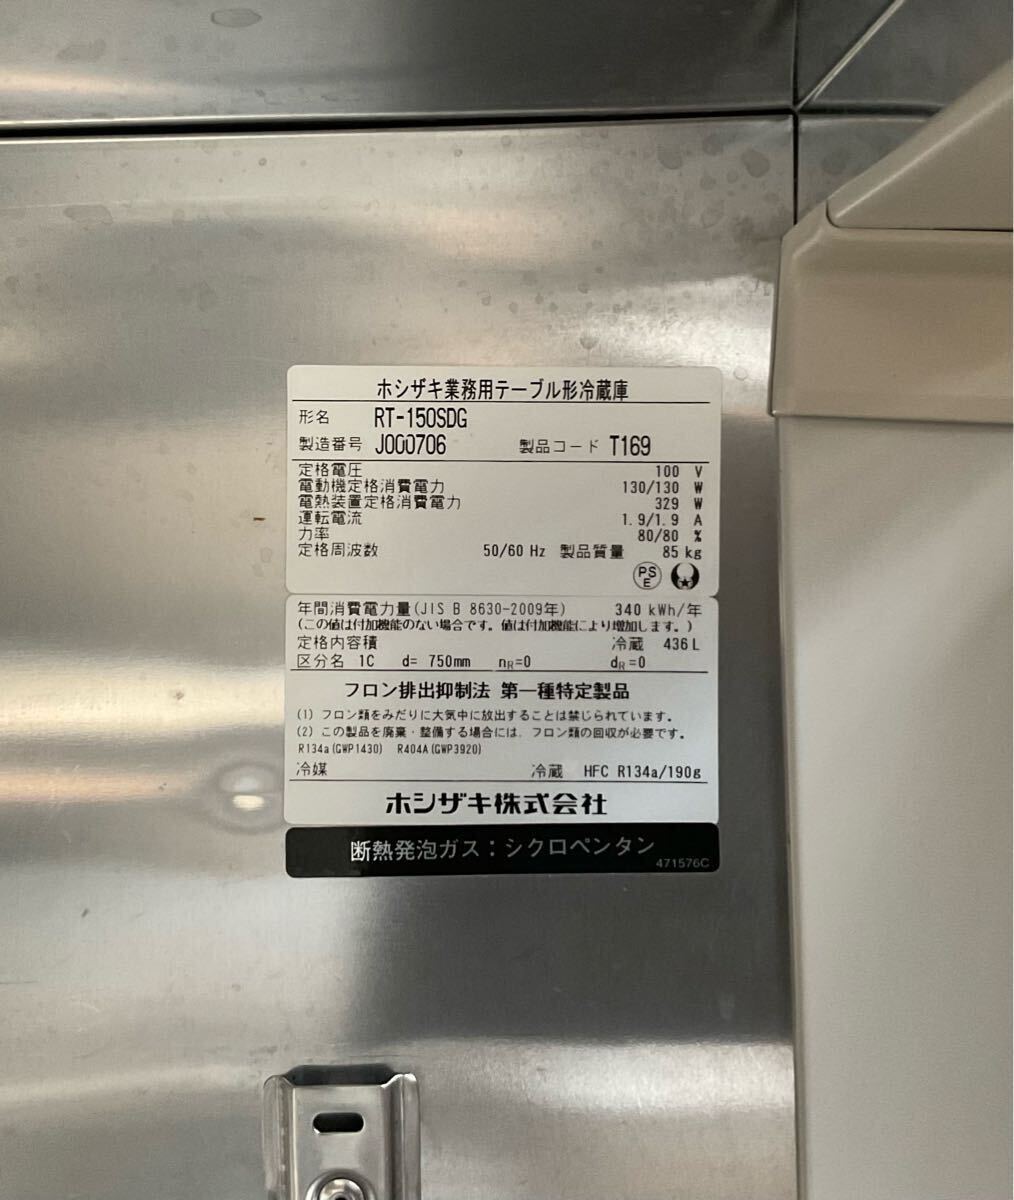 ホシザキ業務用テーブル形冷蔵庫
形名 RT-150SDG
製造番号 J000706 製品コード T169
定格電圧 100 V
電動機定格消費電力 130/130 W
電熱装置定格消費電力 329 W
運転電流 1.9/1.9 A
力率 80/80 %
定格周波数 50/60 Hz 製品質量 85 kg
PS E
年間消費電力量(JIS B 8630-2009年) 340 kWh/年
(この値は付加機能のない場合です。値は付加機能により増加します。)
定格内容積 冷蔵 436 L
区分名 1C d= 750mm nR=0 dR=0
フロン排出抑制法 第一種特定製品
(1) フロン類をみだりに大気中に放出することは禁じられています。
(2) この製品を廃棄・整備する場合には、フロン類の回収が必要です。
R134a(GWP1430) R404A(GWP3920)
冷媒 冷蔵 HFC R134a/190g
ホシザキ株式会社
断熱発泡ガス：シクロペンタン
471576C